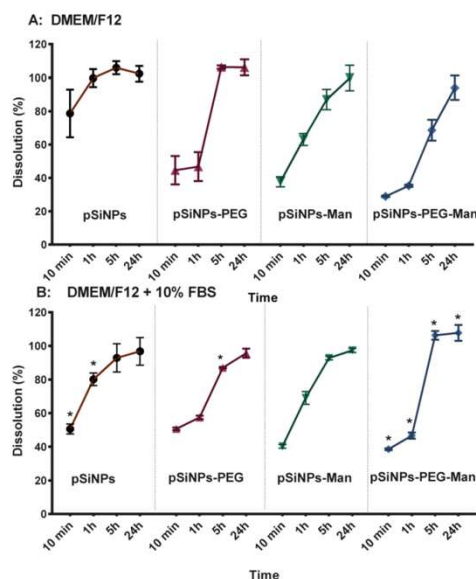 A: DMEM/F12
Dissolution (%)
120
100
80
60
40
20
0
pSiNPs
pSiNPs-PEG
pSiNPs-Man
pSiNPs-PEG-Man
10 min 1h 5h 24h 10 min 1h 5h 24h 10 min 1h 5h 24h 10 min 1h 5h 24h
Time
B: DMEM/F12 + 10% FBS
Dissolution (%)
120
100
80
60
40
20
0
* * * * * * *
pSiNPs
pSiNPs-PEG
pSiNPs-Man
pSiNPs-PEG-Man
10 min 1h 5h 24h 10 min 1h 5h 24h 10 min 1h 5h 24h 10 min 1h 5h 24h
Time